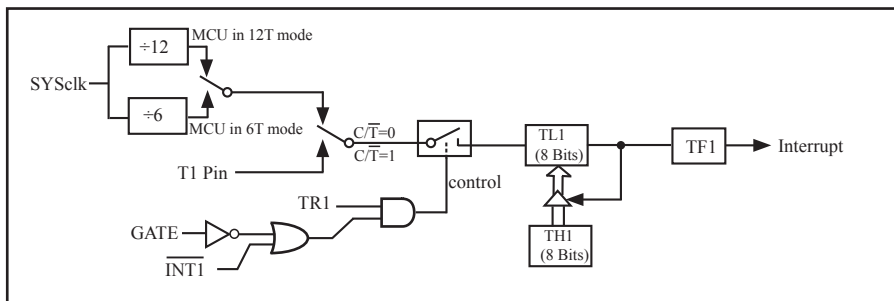 MCU in 12T mode
÷12
SYSclk
÷6
MCU in 6T mode
C/T̅=0
C/T̅=1
T1 Pin
TL1
(8 Bits)
TF1
Interrupt
control
TR1
GATE
I̅N̅T̅1̅
TH1
(8 Bits)